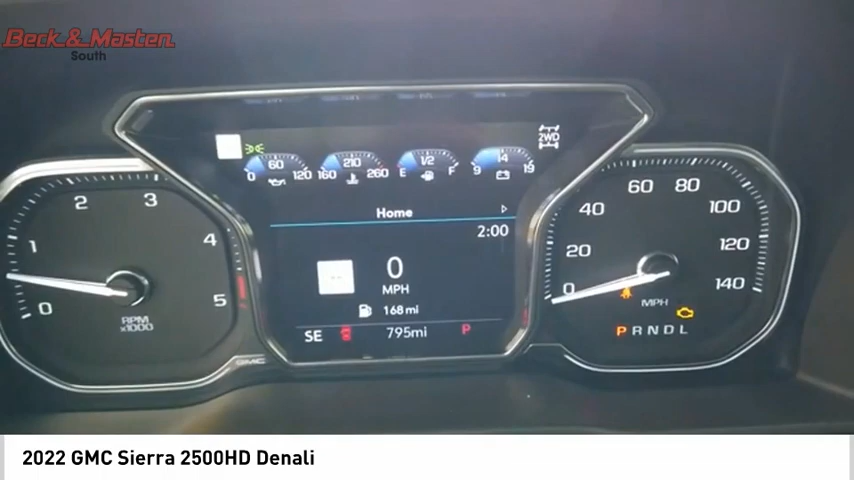 Beck & Masten
South
2WD
60
0 120
210
160 260
1/2
E F
14
9 19
Home
2:00
0
MPH
168 mi
SE 795mi P
0 1 2 3 4 5
RPM
x1000
GMC
0 20 40 60 80 100 120 140
MPH
P R N D L
2022 GMC Sierra 2500HD Denali